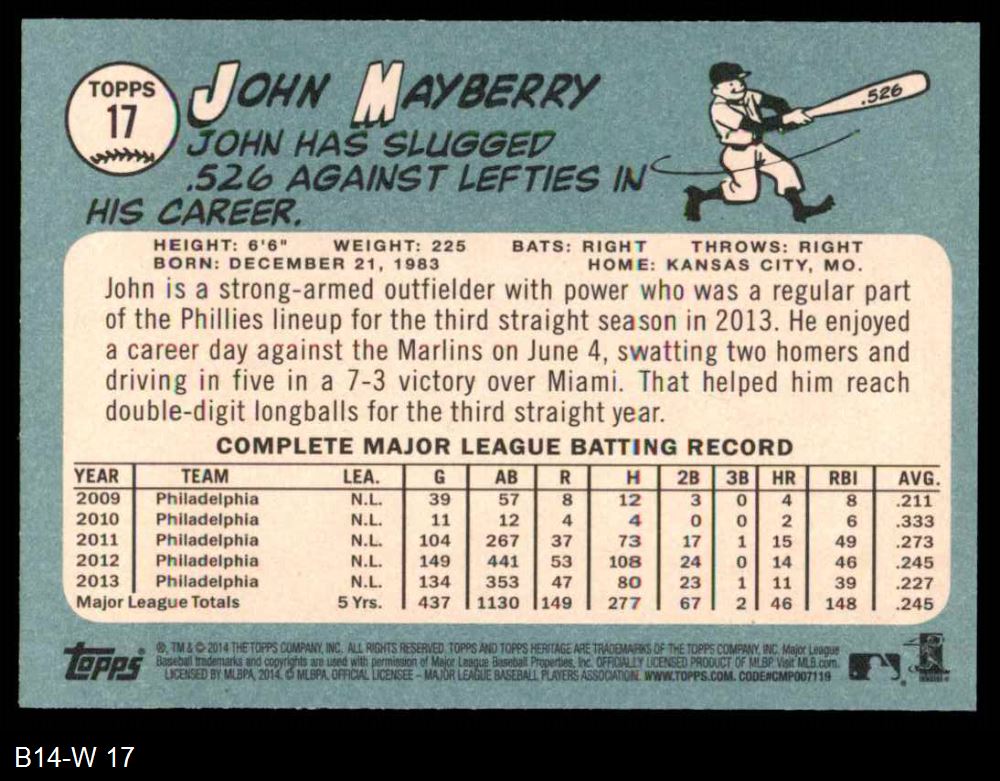 TOPPS
17
JOHN MAYBERRY
JOHN HAS SLUGGED
.526 AGAINST LEFTIES IN
HIS CAREER.
.526
HEIGHT: 6'6" WEIGHT: 225 BATS: RIGHT THROWS: RIGHT
BORN: DECEMBER 21, 1983 HOME: KANSAS CITY, MO.
John is a strong-armed outfielder with power who was a regular part
of the Phillies lineup for the third straight season in 2013. He enjoyed
a career day against the Marlins on June 4, swatting two homers and
driving in five in a 7-3 victory over Miami. That helped him reach
double-digit longballs for the third straight year.
COMPLETE MAJOR LEAGUE BATTING RECORD
YEAR TEAM LEA. G AB R H 2B 3B HR RBI AVG.
2009 Philadelphia N.L. 39 57 8 12 3 0 4 8 .211
2010 Philadelphia N.L. 11 12 4 4 0 0 2 6 .333
2011 Philadelphia N.L. 104 267 37 73 17 1 15 49 .273
2012 Philadelphia N.L. 149 441 53 108 24 0 14 46 .245
2013 Philadelphia N.L. 134 353 47 80 23 1 11 39 .227
Major League Totals 5 Yrs. 437 1130 149 277 67 2 46 148 .245
Topps
®, TM & © 2014 THE TOPPS COMPANY, INC. ALL RIGHTS RESERVED. TOPPS AND TOPPS HERITAGE ARE TRADEMARKS OF THE TOPPS COMPANY, INC. Major League
Baseball trademarks and copyrights are used with permission of Major League Baseball Properties, Inc. OFFICIALLY LICENSED PRODUCT OF MLBP Visit MLB.com.
LICENSED BY MLBPA, 2014. © MLBPA. OFFICIAL LICENSEE – MAJOR LEAGUE BASEBALL PLAYERS ASSOCIATION. WWW.TOPPS.COM. CODE#CMP007119
B14-W 17